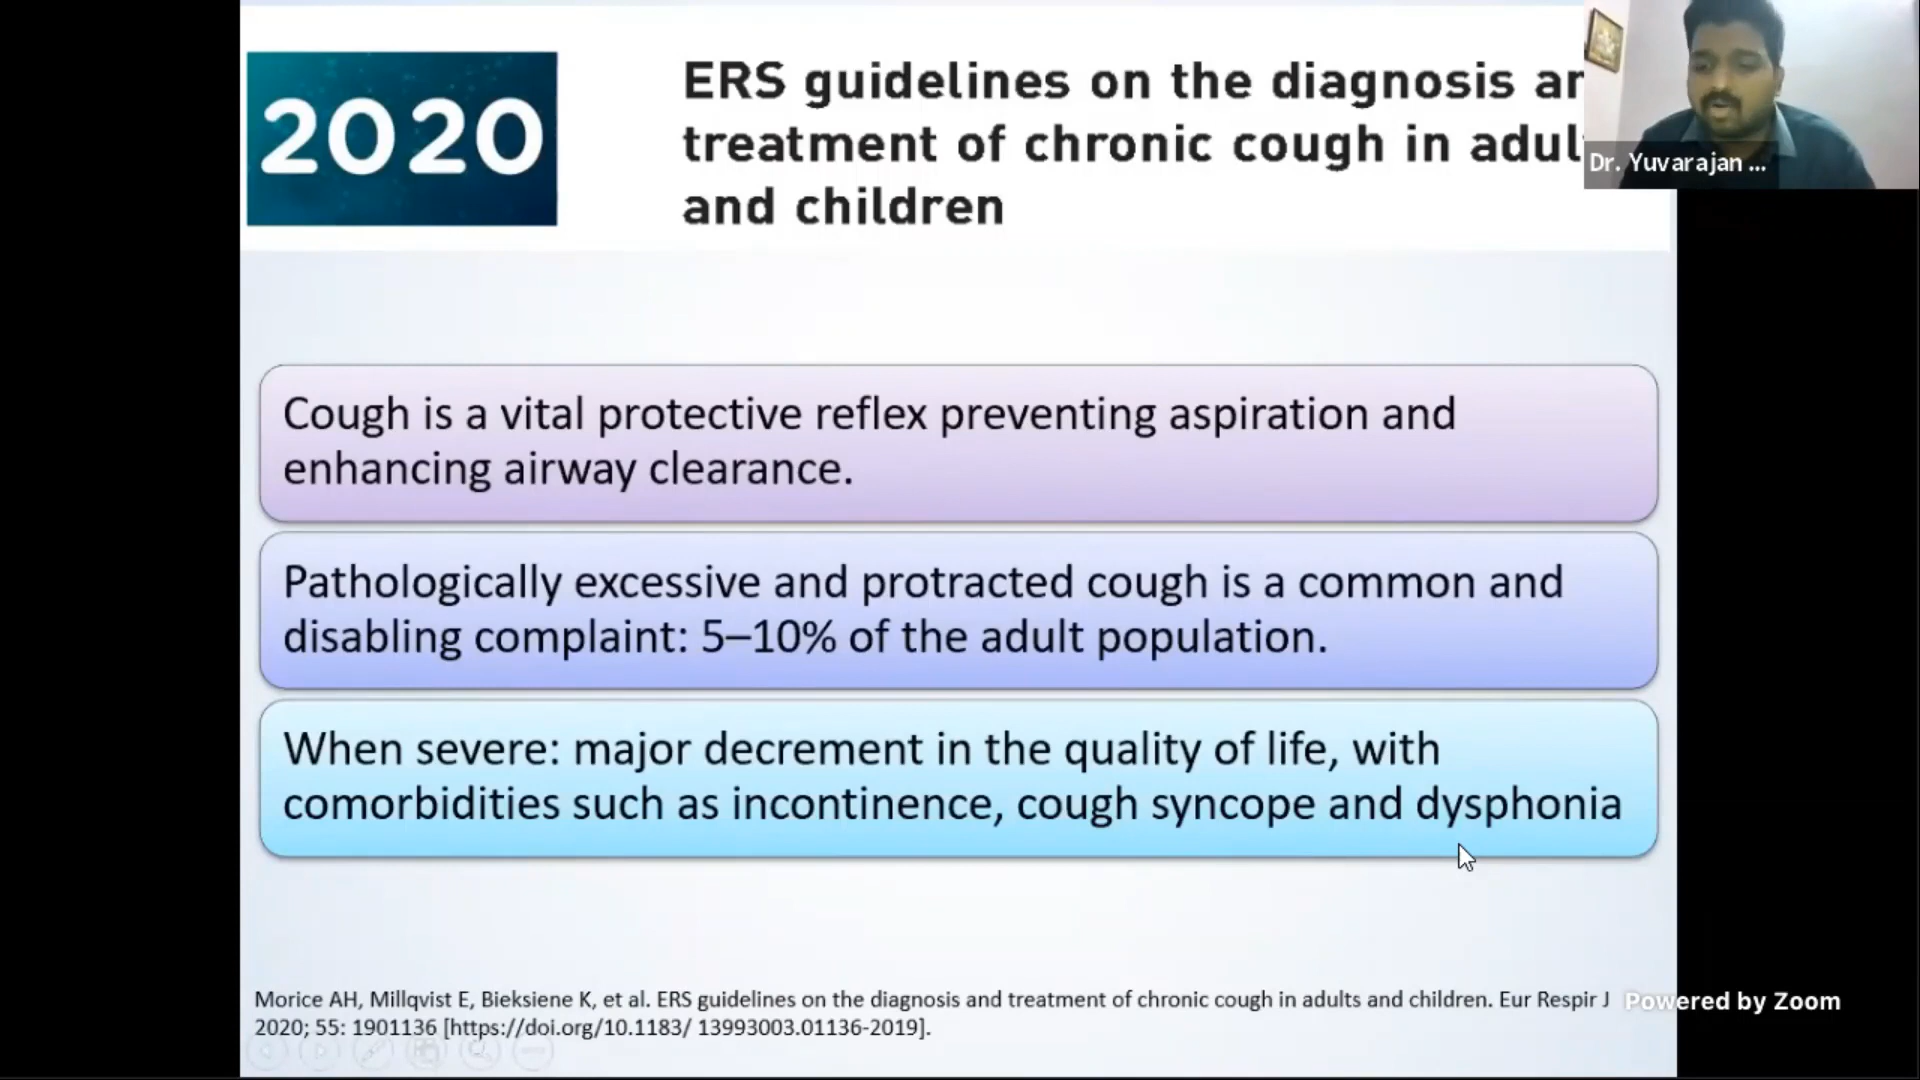 2020
ERS guidelines on the diagnosis
treatment of chronic cough in
and children
Dr. Yuvarajan ...
Cough is a vital protective reflex preventing aspiration and
enhancing airway clearance.
Pathologically excessive and protracted cough is a common and
disabling complaint: 5–10% of the adult population.
When severe: major decrement in the quality of life, with
comorbidities such as incontinence, cough syncope and dysphonia
Morice AH, Millqvist E, Bieksiene K, et al. ERS guidelines on the diagnosis and treatment of chronic cough in adults and children. Eur Respir J
2020; 55: 1901136 [https://doi.org/10.1183/ 13993003.01136-2019].
Powered by Zoom